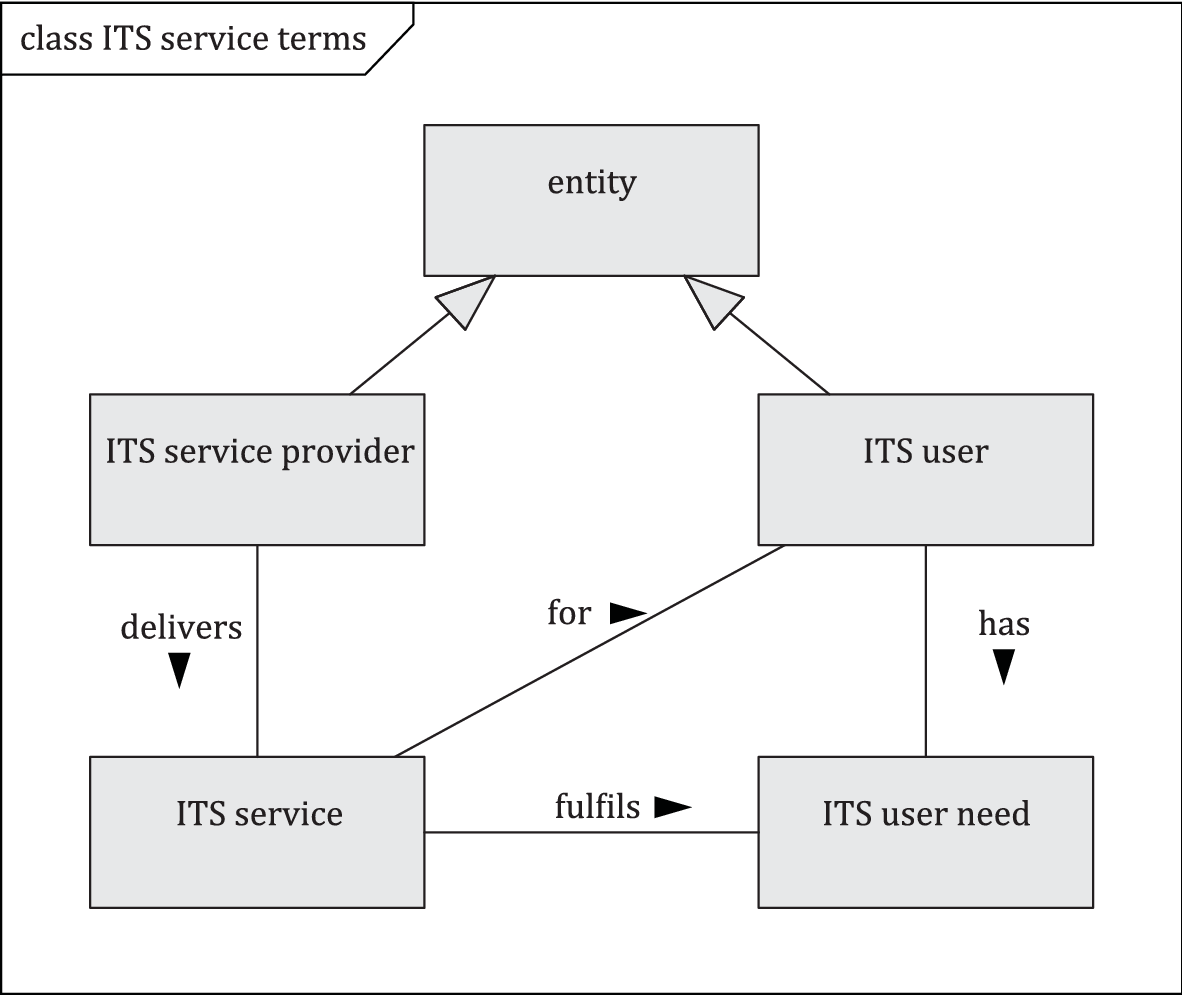 class ITS service terms
entity
ITS service provider
ITS user
delivers
for
has
ITS service
fulfils
ITS user need